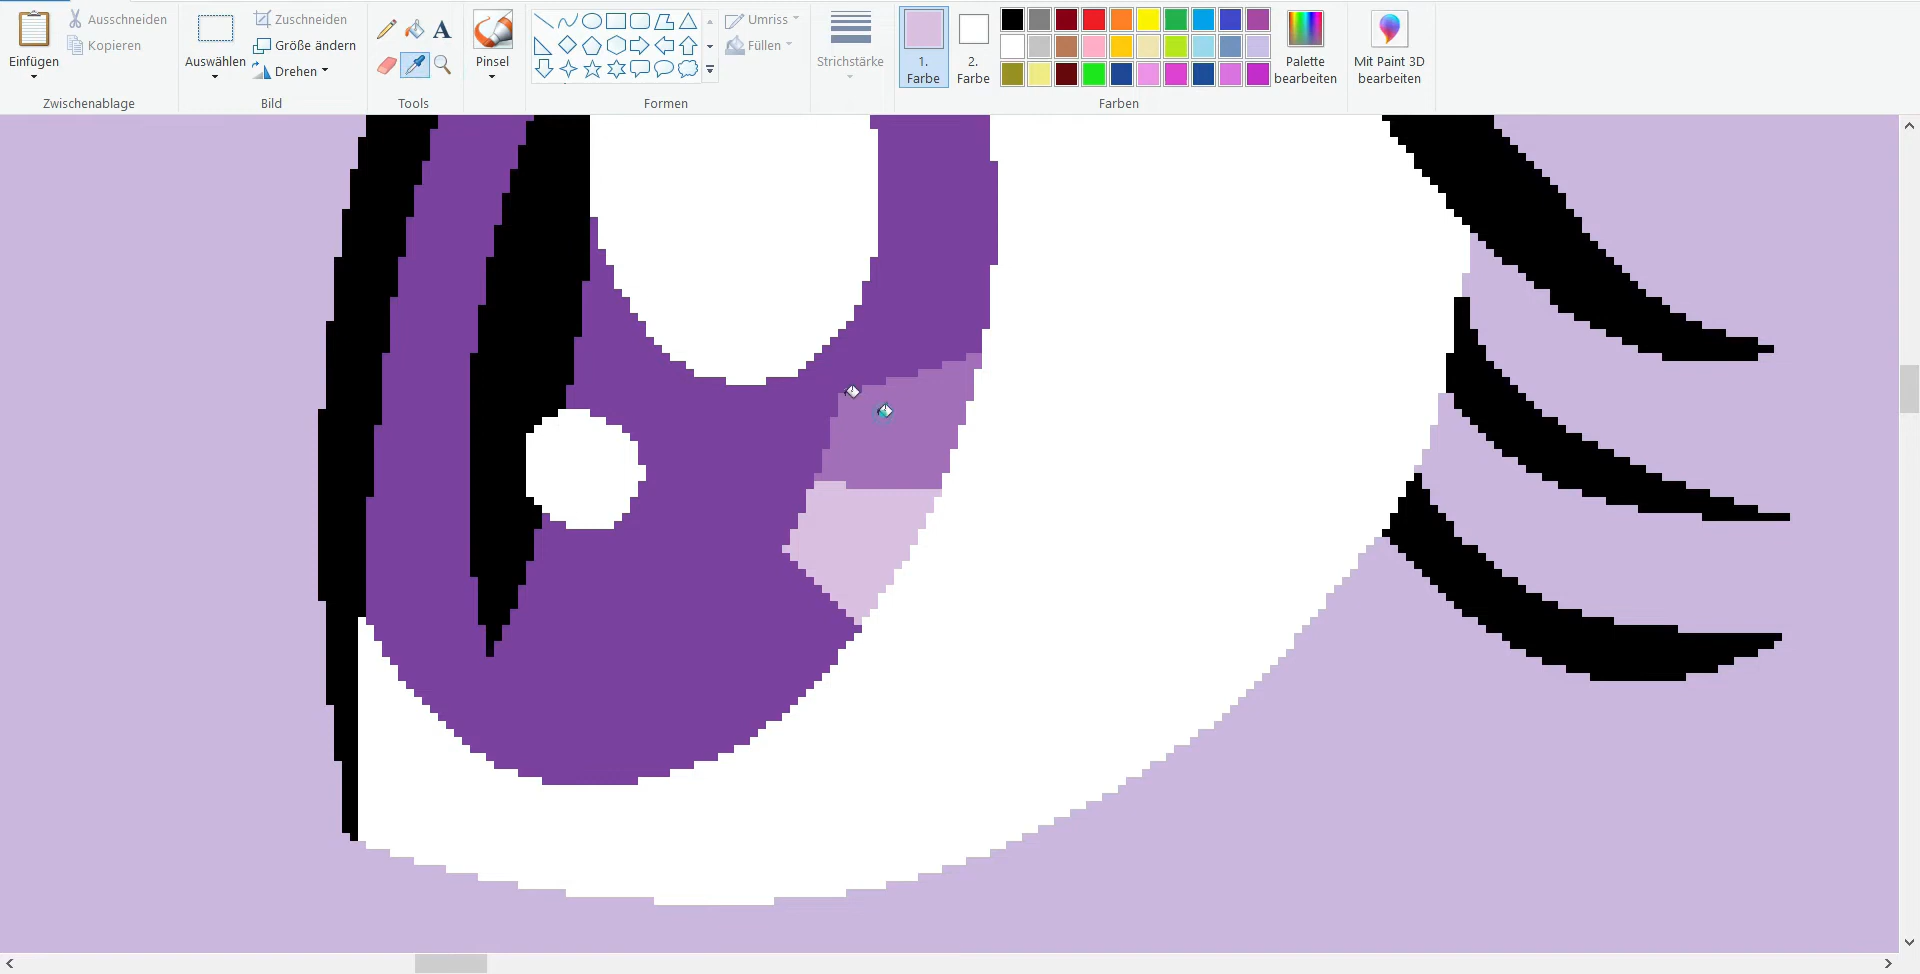 Einfügen
Ausschneiden
Kopieren
Zwischenablage
Auswählen
Zuschneiden
Größe ändern
Drehen
Bild
A
Tools
Pinsel
Umriss
Füllen
Formen
Strichstärke
1.
Farbe
2.
Farbe
Palette
bearbeiten
Farben
Mit Paint 3D
bearbeiten